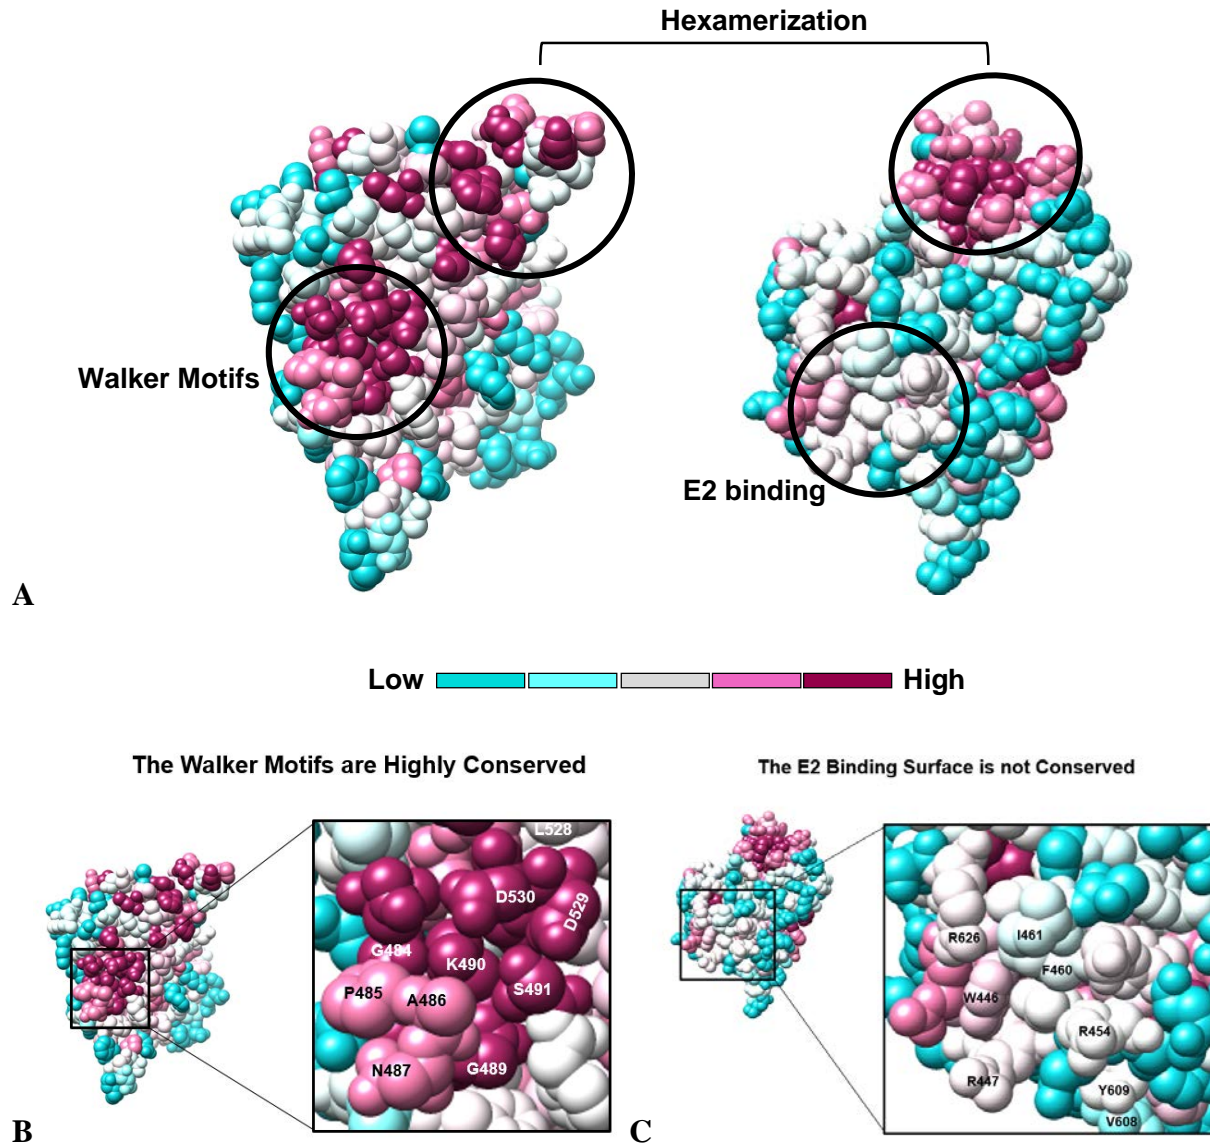 Hexamerization
Walker Motifs
E2 binding
A
Low High
The Walker Motifs are Highly Conserved
The E2 Binding Surface is not Conserved
L528
D530
D529
G484
K490
P485
A486
S491
N487
G489
R626
I461
F460
W446
R454
R447
Y609
V608
B
C